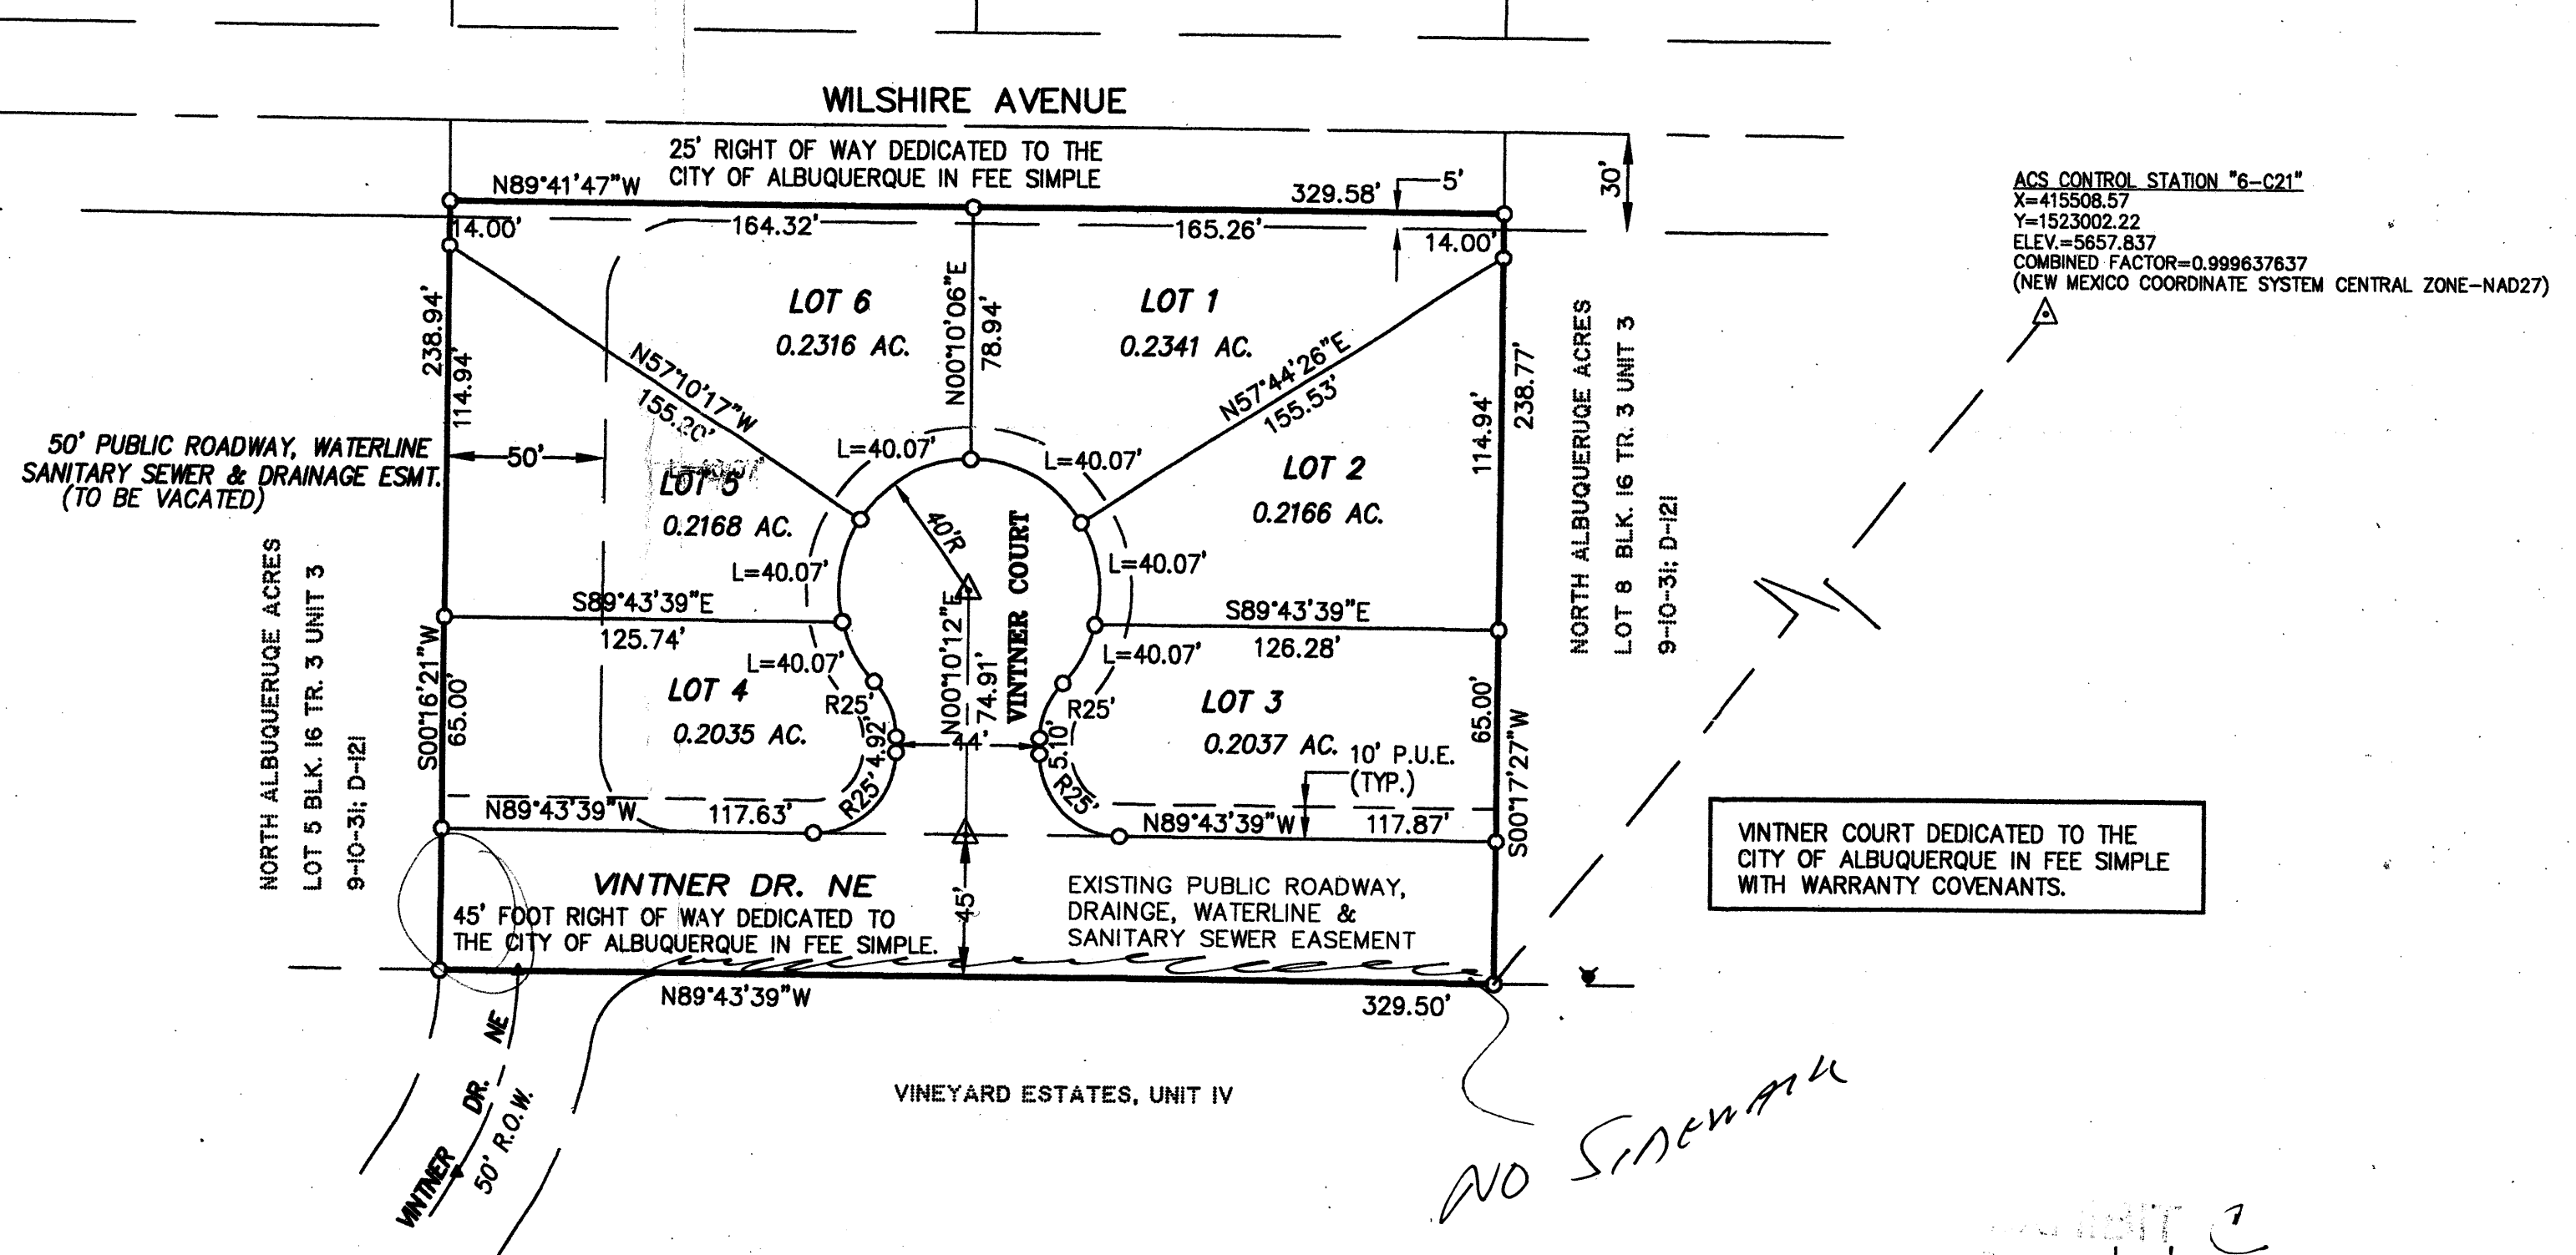 WILSHIRE AVENUE
25' RIGHT OF WAY DEDICATED TO THE
CITY OF ALBUQUERQUE IN FEE SIMPLE
N89°41'47"W
329.58'
5'
30'
14.00'
164.32'
165.26'
14.00'
ACS CONTROL STATION "6-C21"
X=415508.57
Y=1523002.22
ELEV.=5657.837
COMBINED FACTOR=0.999637637
(NEW MEXICO COORDINATE SYSTEM CENTRAL ZONE-NAD27)
LOT 6
0.2316 AC.
N00°10'06"E
78.94'
LOT 1
0.2341 AC.
238.94'
114.94'
N57°10'17"W
155.20'
N57°44'26"E
155.53'
114.94'
238.77'
NORTH ALBUQUERUQE ACRES
LOT 8 BLK. 16 TR. 3 UNIT 3
9-10-31; D-121
50' PUBLIC ROADWAY, WATERLINE
SANITARY SEWER & DRAINAGE ESMT.
(TO BE VACATED)
50'
L=40.07'
L=40.07'
LOT 5
0.2168 AC.
LOT 2
0.2166 AC.
40'R
L=40.07'
L=40.07'
VINTNER COURT
N00°10'12"E
74.91'
S89°43'39"E
125.74'
S89°43'39"E
126.28'
L=40.07'
L=40.07'
NORTH ALBUQUERUQE ACRES
LOT 5 BLK. 16 TR. 3 UNIT 3
9-10-31; D-121
S00°16'21"W
65.00'
LOT 4
0.2035 AC.
R25'
4.92'
R25'
44'
R25'
5.10'
R25'
LOT 3
0.2037 AC.
10' P.U.E.
(TYP.)
65.00'
S00°17'27"W
N89°43'39"W
117.63'
N89°43'39"W
117.87'
VINTNER COURT DEDICATED TO THE
CITY OF ALBUQUERQUE IN FEE SIMPLE
WITH WARRANTY COVENANTS.
VINTNER DR. NE
45' FOOT RIGHT OF WAY DEDICATED TO
THE CITY OF ALBUQUERQUE IN FEE SIMPLE.
45'
EXISTING PUBLIC ROADWAY,
DRAINGE, WATERLINE &
SANITARY SEWER EASEMENT
N89°43'39"W
329.50'
VINTNER DR. NE
50' R.O.W.
VINEYARD ESTATES, UNIT IV
NO SIDEWALK